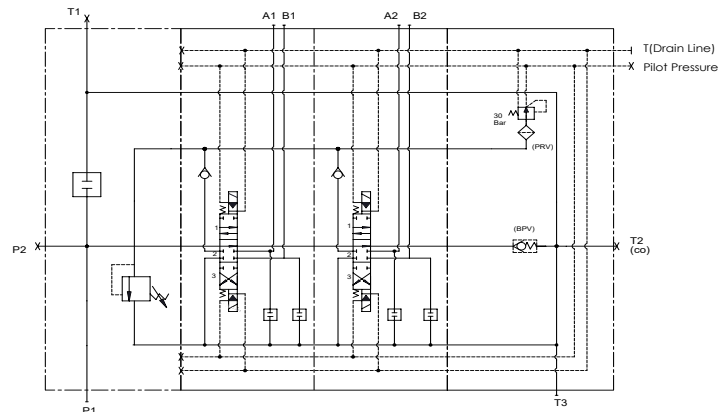 T1
A1 B1
A2 B2
T(Drain Line)
Pilot Pressure
30
Bar
(PRV)
1
1
P2
2
2
(BPV)
T2
(co)
3
3
P1
T3